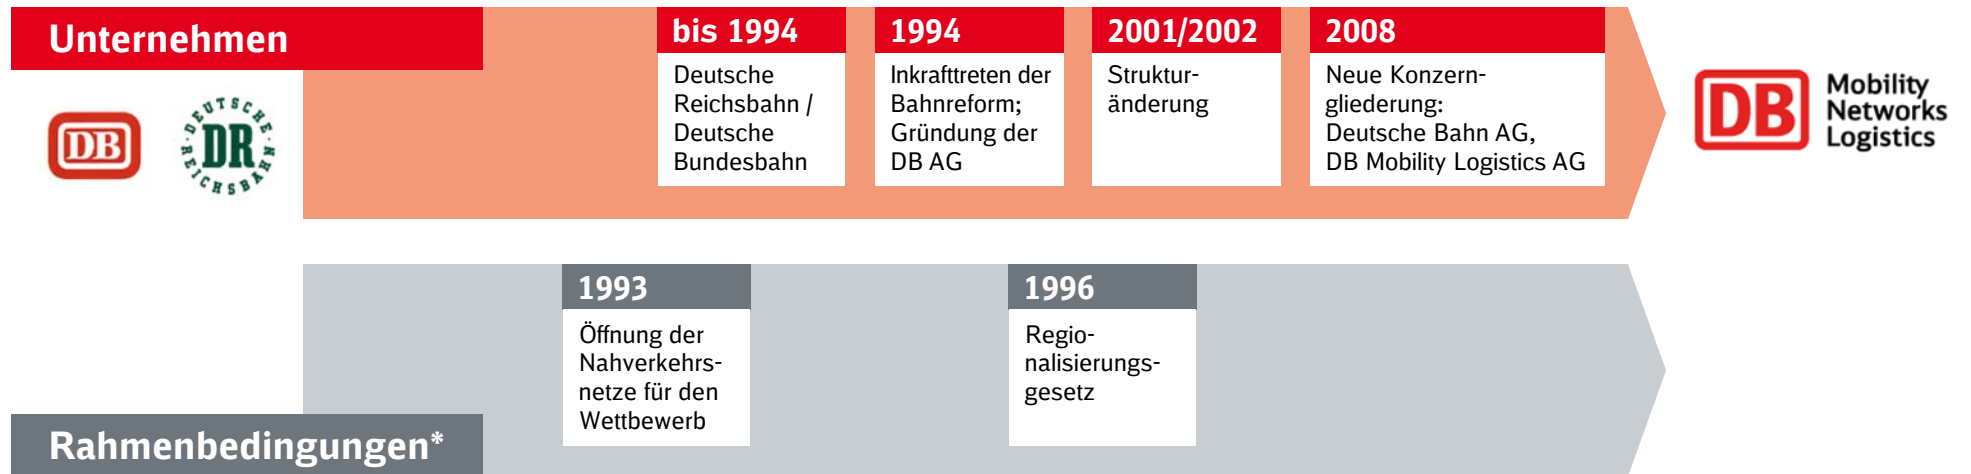 Unternehmen
bis 1994
Deutsche
Reichsbahn /
Deutsche
Bundesbahn
1994
Inkrafttreten der
Bahnreform;
Gründung der
DB AG
2001/2002
Struktur-
änderung
2008
Neue Konzern-
gliederung:
Deutsche Bahn AG,
DB Mobility Logistics AG
DB
DEUTSCHE
DR
REICHSBAHN
DB
Mobility
Networks
Logistics
1993
Öffnung der
Nahverkehrs-
netze für den
Wettbewerb
1996
Regio-
nalisierungs-
gesetz
Rahmenbedingungen*